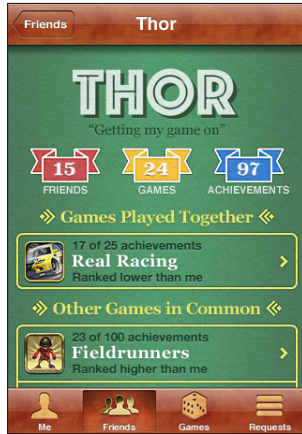 Friends
Thor
THOR
“Getting my game on”
15
24
97
FRIENDS
GAMES
ACHIEVEMENTS
Games Played Together
17 of 25 achievements
Real Racing
Ranked lower than me
Other Games in Common
23 of 100 achievements
Fieldrunners
Ranked higher than me
Me
Friends
Games
Requests